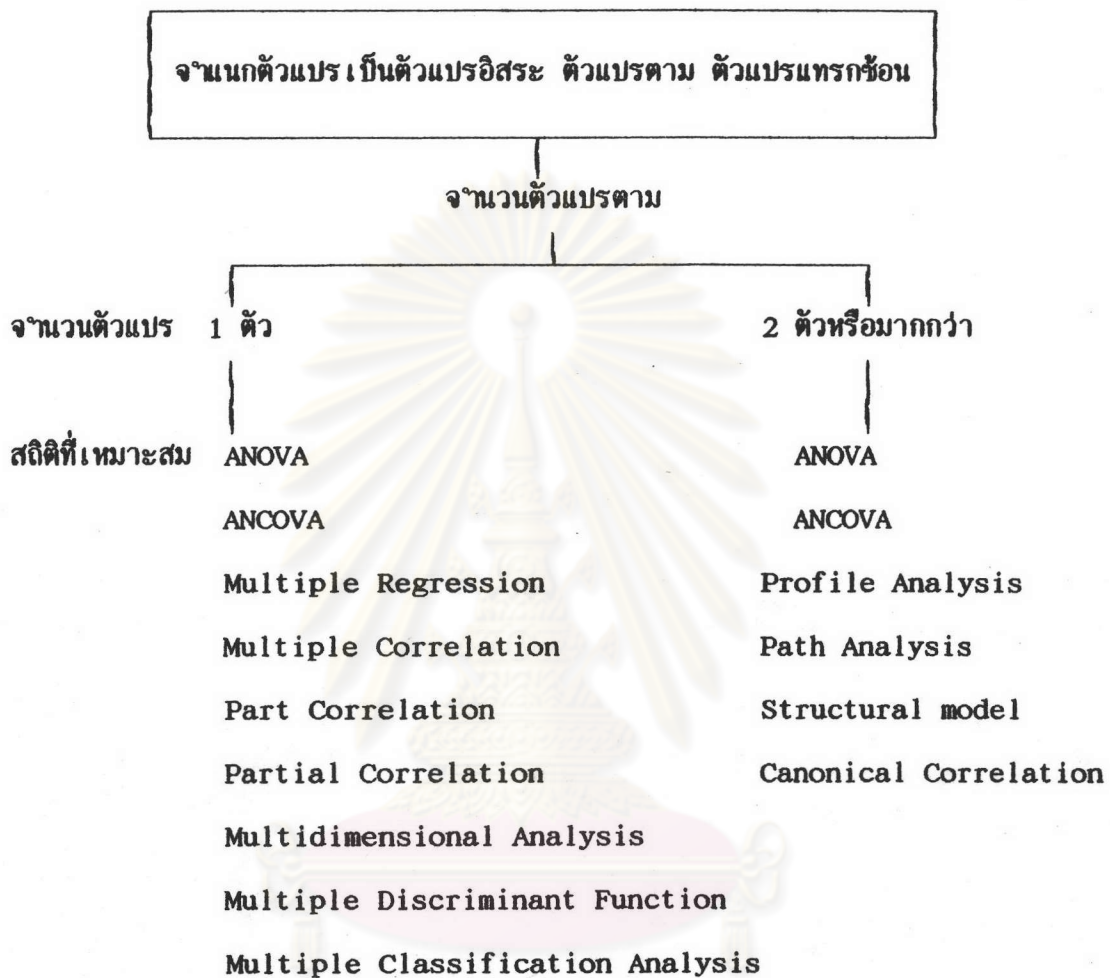 จำแนกตัวแปรเป็นตัวแปรอิสระ ตัวแปรตาม ตัวแปรแทรกซ้อน
จำนวนตัวแปรตาม
จำนวนตัวแปร 1 ตัว 2 ตัวหรือมากกว่า
สถิติที่เหมาะสม ANOVA ANOVA
ANCOVA ANCOVA
Multiple Regression Profile Analysis
Multiple Correlation Path Analysis
Part Correlation Structural model
Partial Correlation Canonical Correlation
Multidimensional Analysis
Multiple Discriminant Function
Multiple Classification Analysis